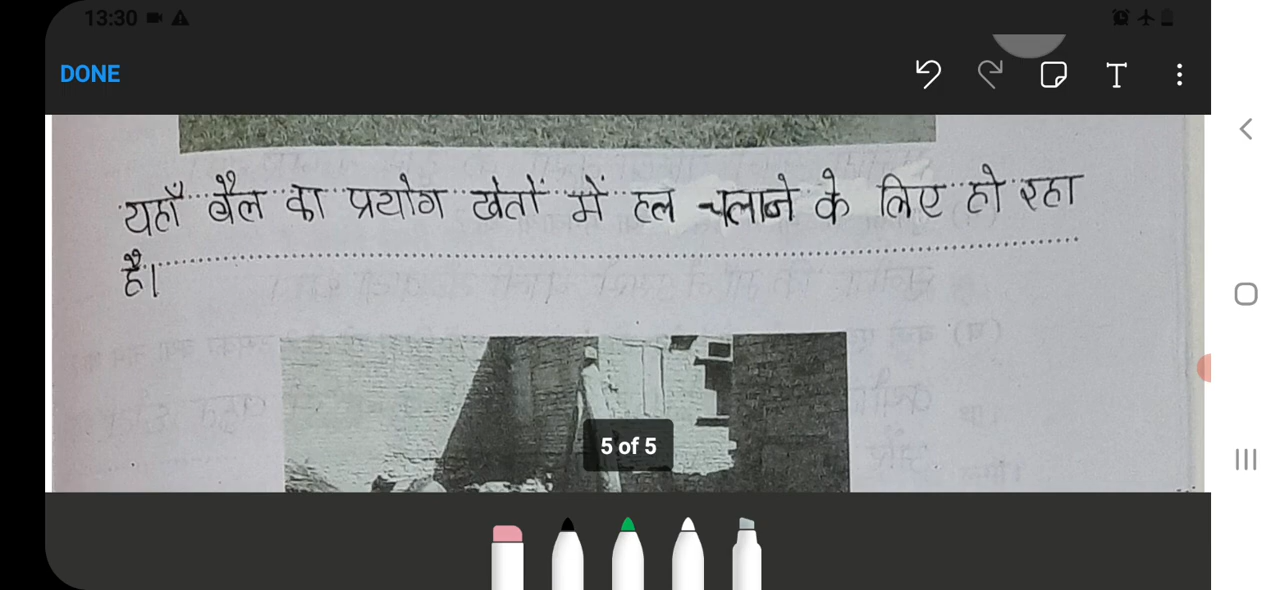 13:30
DONE
T
यहाँ बैल का प्रयोग खेतों में हल चलाने के लिए हो रहा
है।
5 of 5